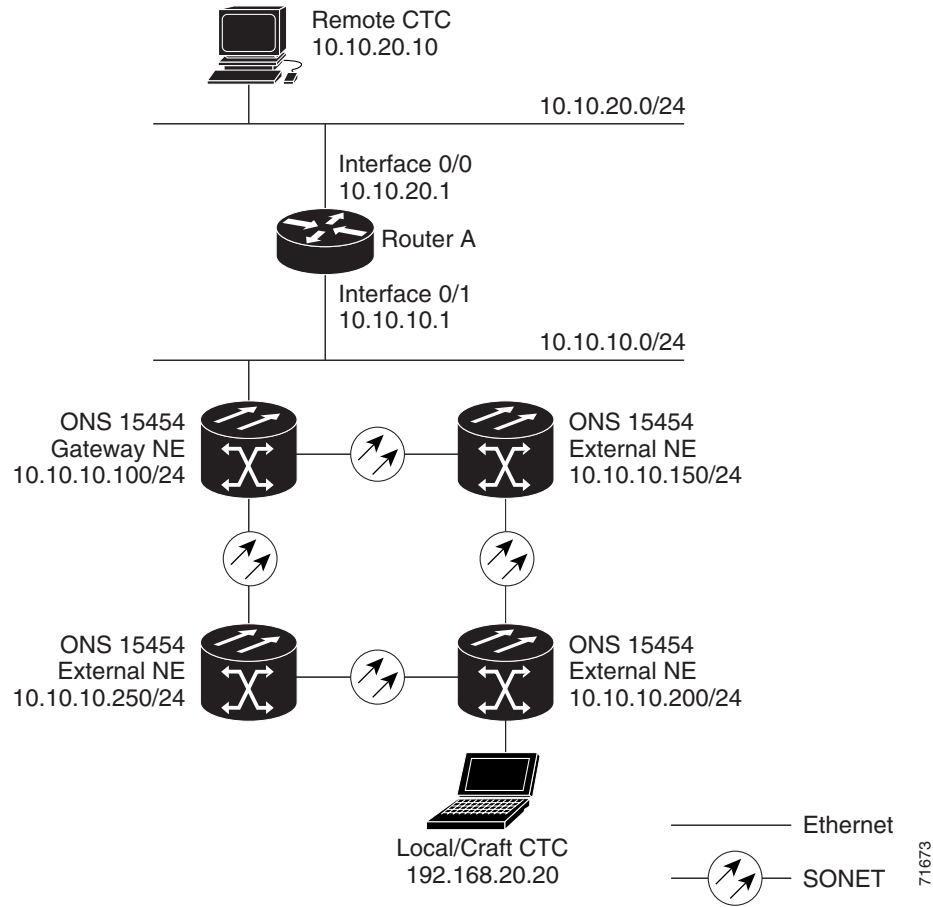 Remote CTC
10.10.20.10
10.10.20.0/24
Interface 0/0
10.10.20.1
Router A
Interface 0/1
10.10.10.1
10.10.10.0/24
ONS 15454
Gateway NE
10.10.10.100/24
ONS 15454
External NE
10.10.10.150/24
ONS 15454
External NE
10.10.10.250/24
ONS 15454
External NE
10.10.10.200/24
Local/Craft CTC
192.168.20.20
Ethernet
SONET
71673